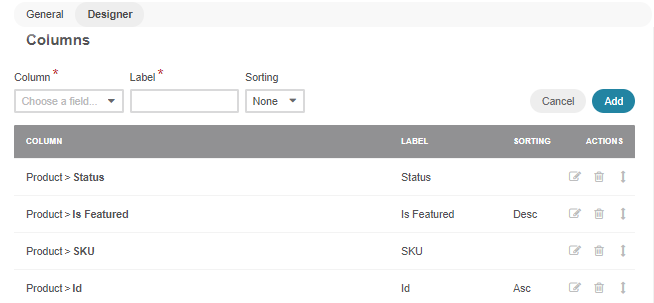 General Designer
Columns
Column * Label * Sorting
Choose a field... None Cancel Add
COLUMN LABEL SORTING ACTIONS
Product > Status Status
Product > Is Featured Is Featured Desc
Product > SKU SKU
Product > Id Id Asc